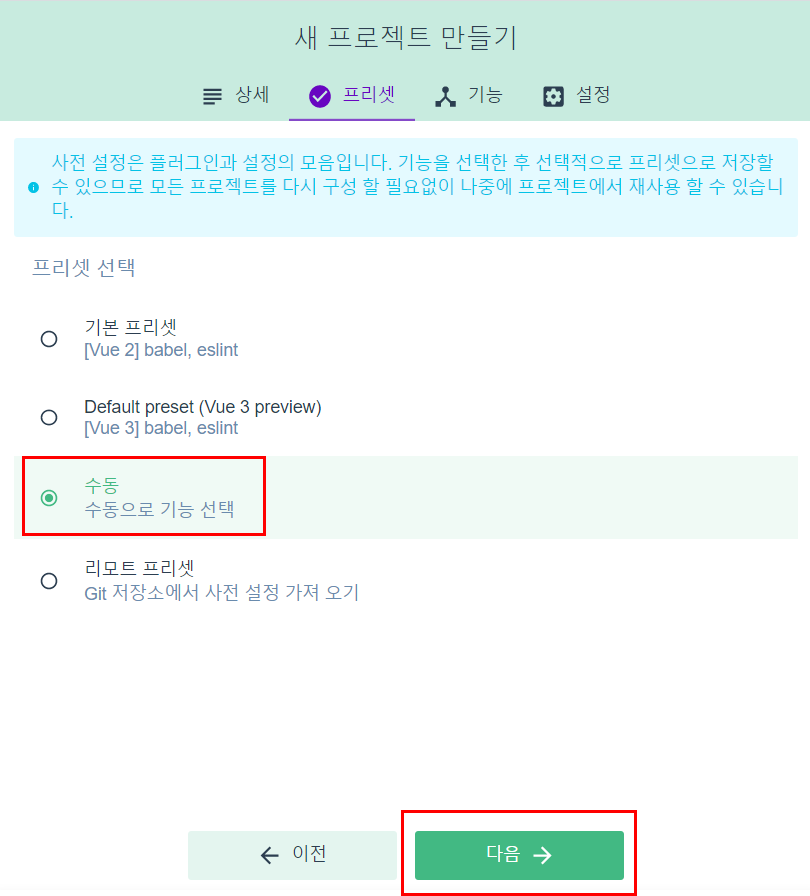 새 프로젝트 만들기
상세
프리셋
기능
설정
사전 설정은 플러그인과 설정의 모음입니다. 기능을 선택한 후 선택적으로 프리셋으로 저장할
수 있으므로 모든 프로젝트를 다시 구성 할 필요없이 나중에 프로젝트에서 재사용 할 수 있습니
다.
프리셋 선택
기본 프리셋
[Vue 2] babel, eslint
Default preset (Vue 3 preview)
[Vue 3] babel, eslint
수동
수동으로 기능 선택
리모트 프리셋
Git 저장소에서 사전 설정 가져 오기
이전
다음